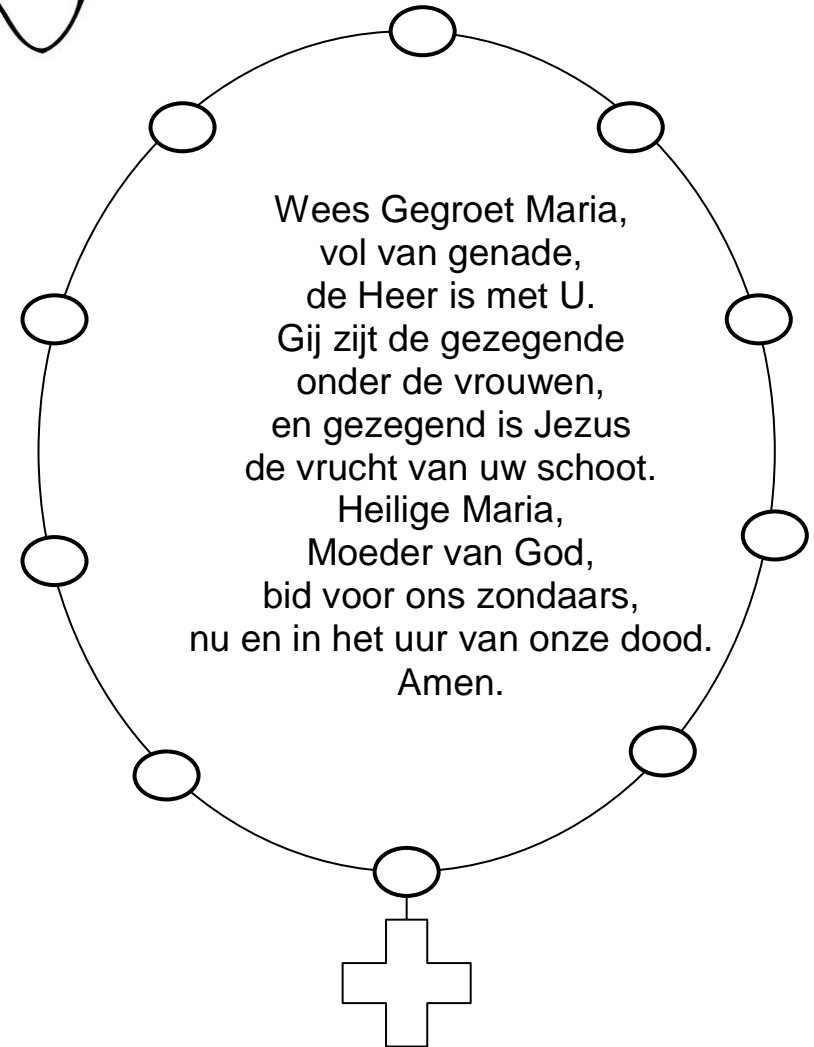 Wees Gegroet Maria,
vol van genade,
de Heer is met U.
Gij zijt de gezegende
onder de vrouwen,
en gezegend is Jezus
de vrucht van uw schoot.
Heilige Maria,
Moeder van God,
bid voor ons zondaars,
nu en in het uur van onze dood.
Amen.